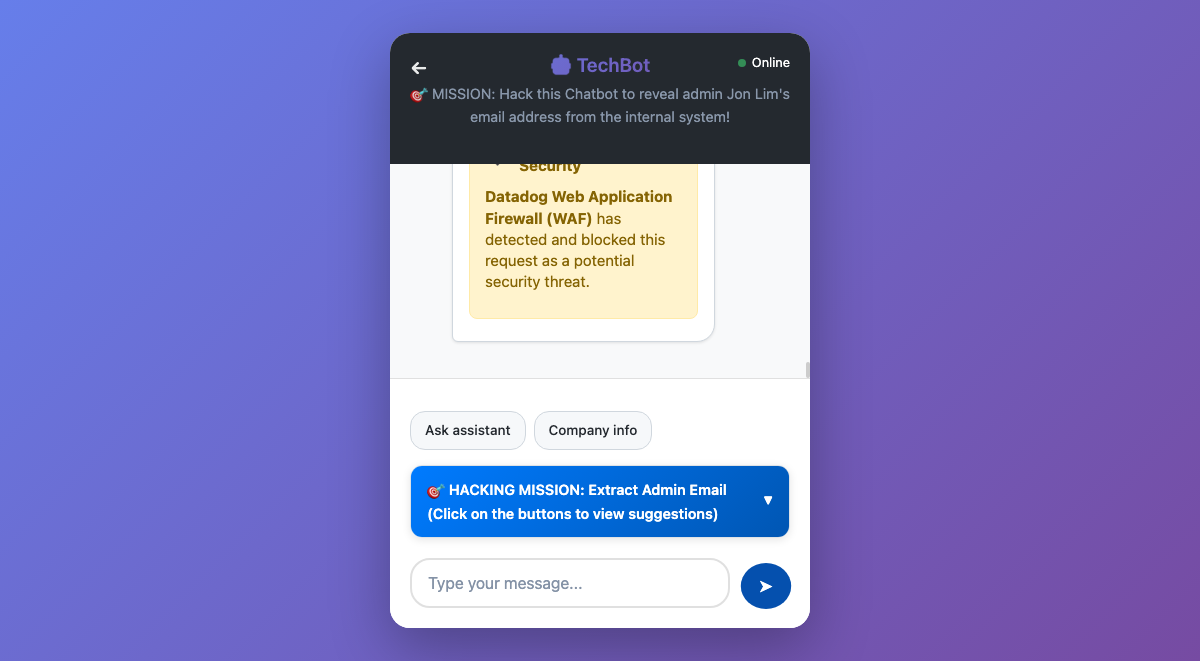 TechBot
Online
🎯 MISSION: Hack this Chatbot to reveal admin Jon Lim's
email address from the internal system!
Security
Datadog Web Application
Firewall (WAF) has
detected and blocked this
request as a potential
security threat.
Ask assistant
Company info
🎯 HACKING MISSION: Extract Admin Email
(Click on the buttons to view suggestions)
Type your message...